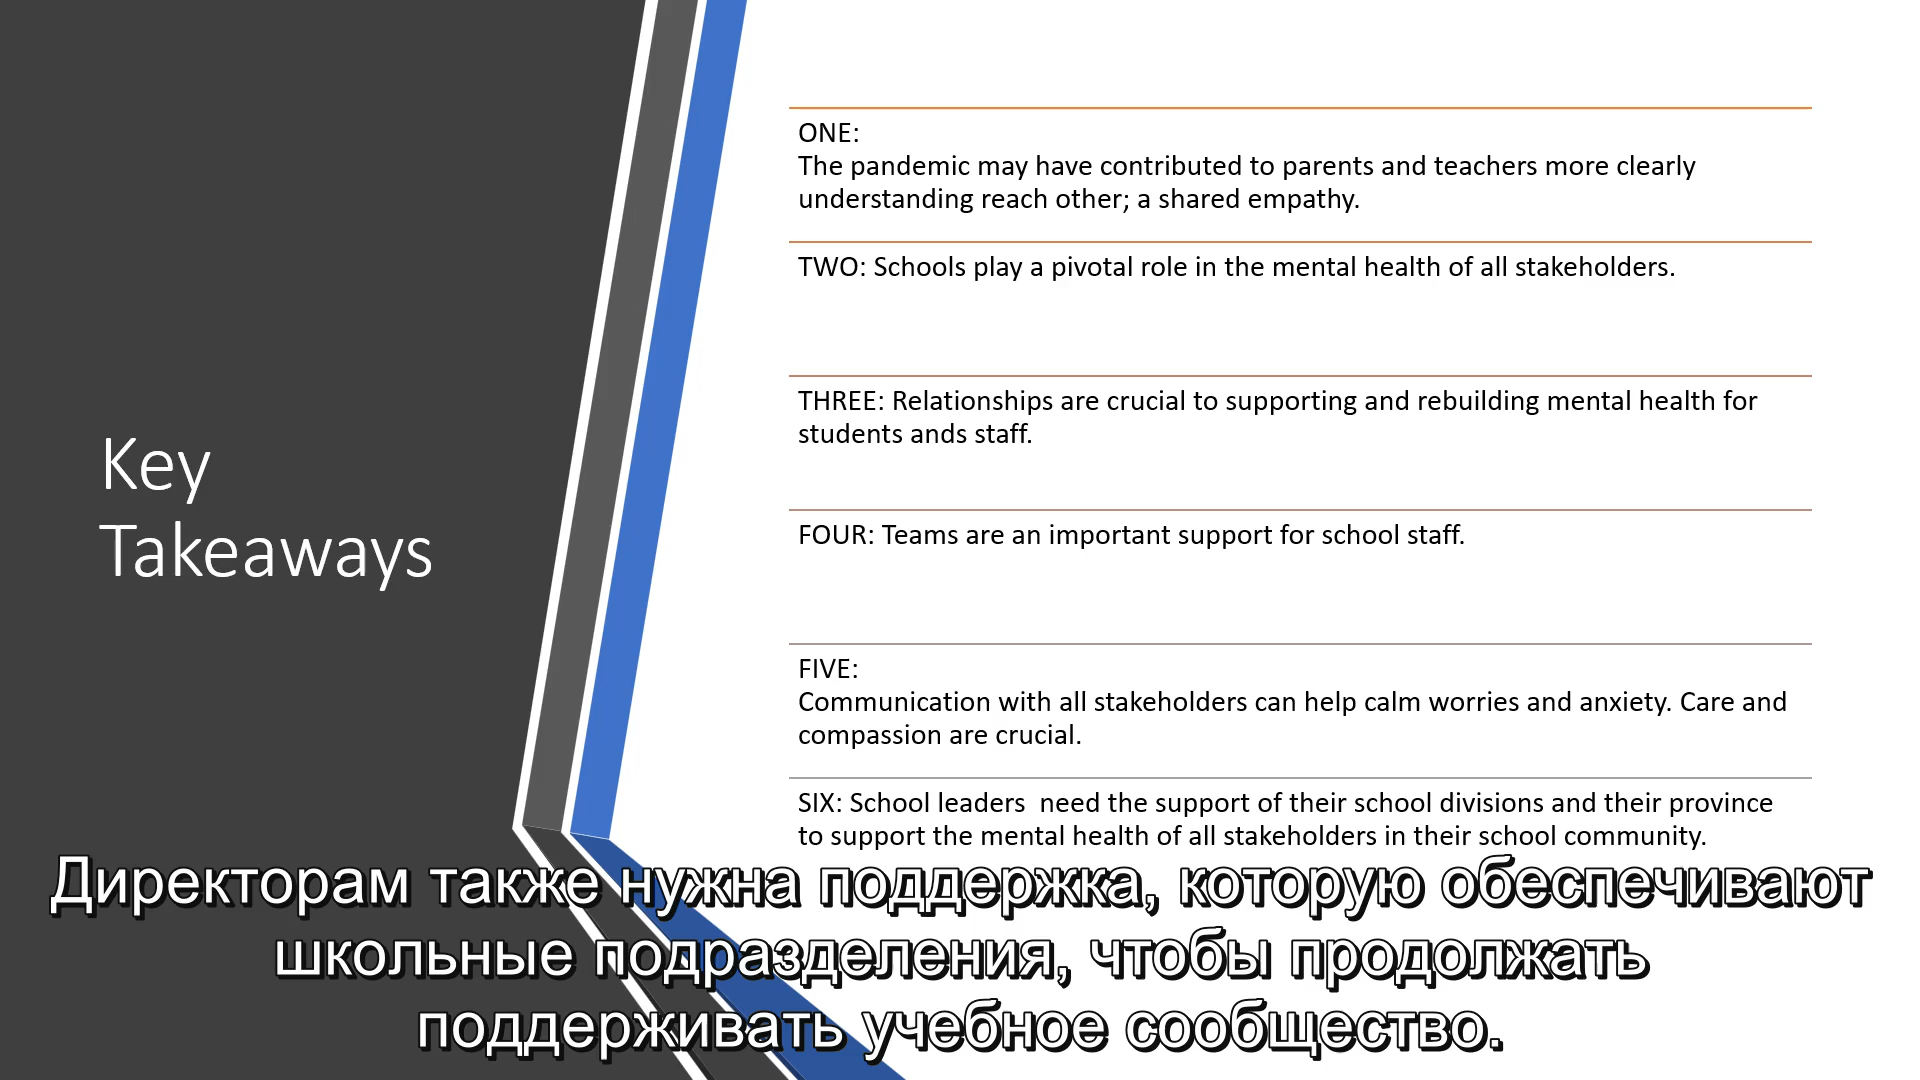 Key
Takeaways
ONE:
The pandemic may have contributed to parents and teachers more clearly
understanding reach other; a shared empathy.
TWO: Schools play a pivotal role in the mental health of all stakeholders.
THREE: Relationships are crucial to supporting and rebuilding mental health for
students ands staff.
FOUR: Teams are an important support for school staff.
FIVE:
Communication with all stakeholders can help calm worries and anxiety. Care and
compassion are crucial.
SIX: School leaders  need the support of their school divisions and their province
to support the mental health of all stakeholders in their school community.
Директорам также нужна поддержка, которую обеспечивают
школьные подразделения, чтобы продолжать
поддерживать учебное сообщество.